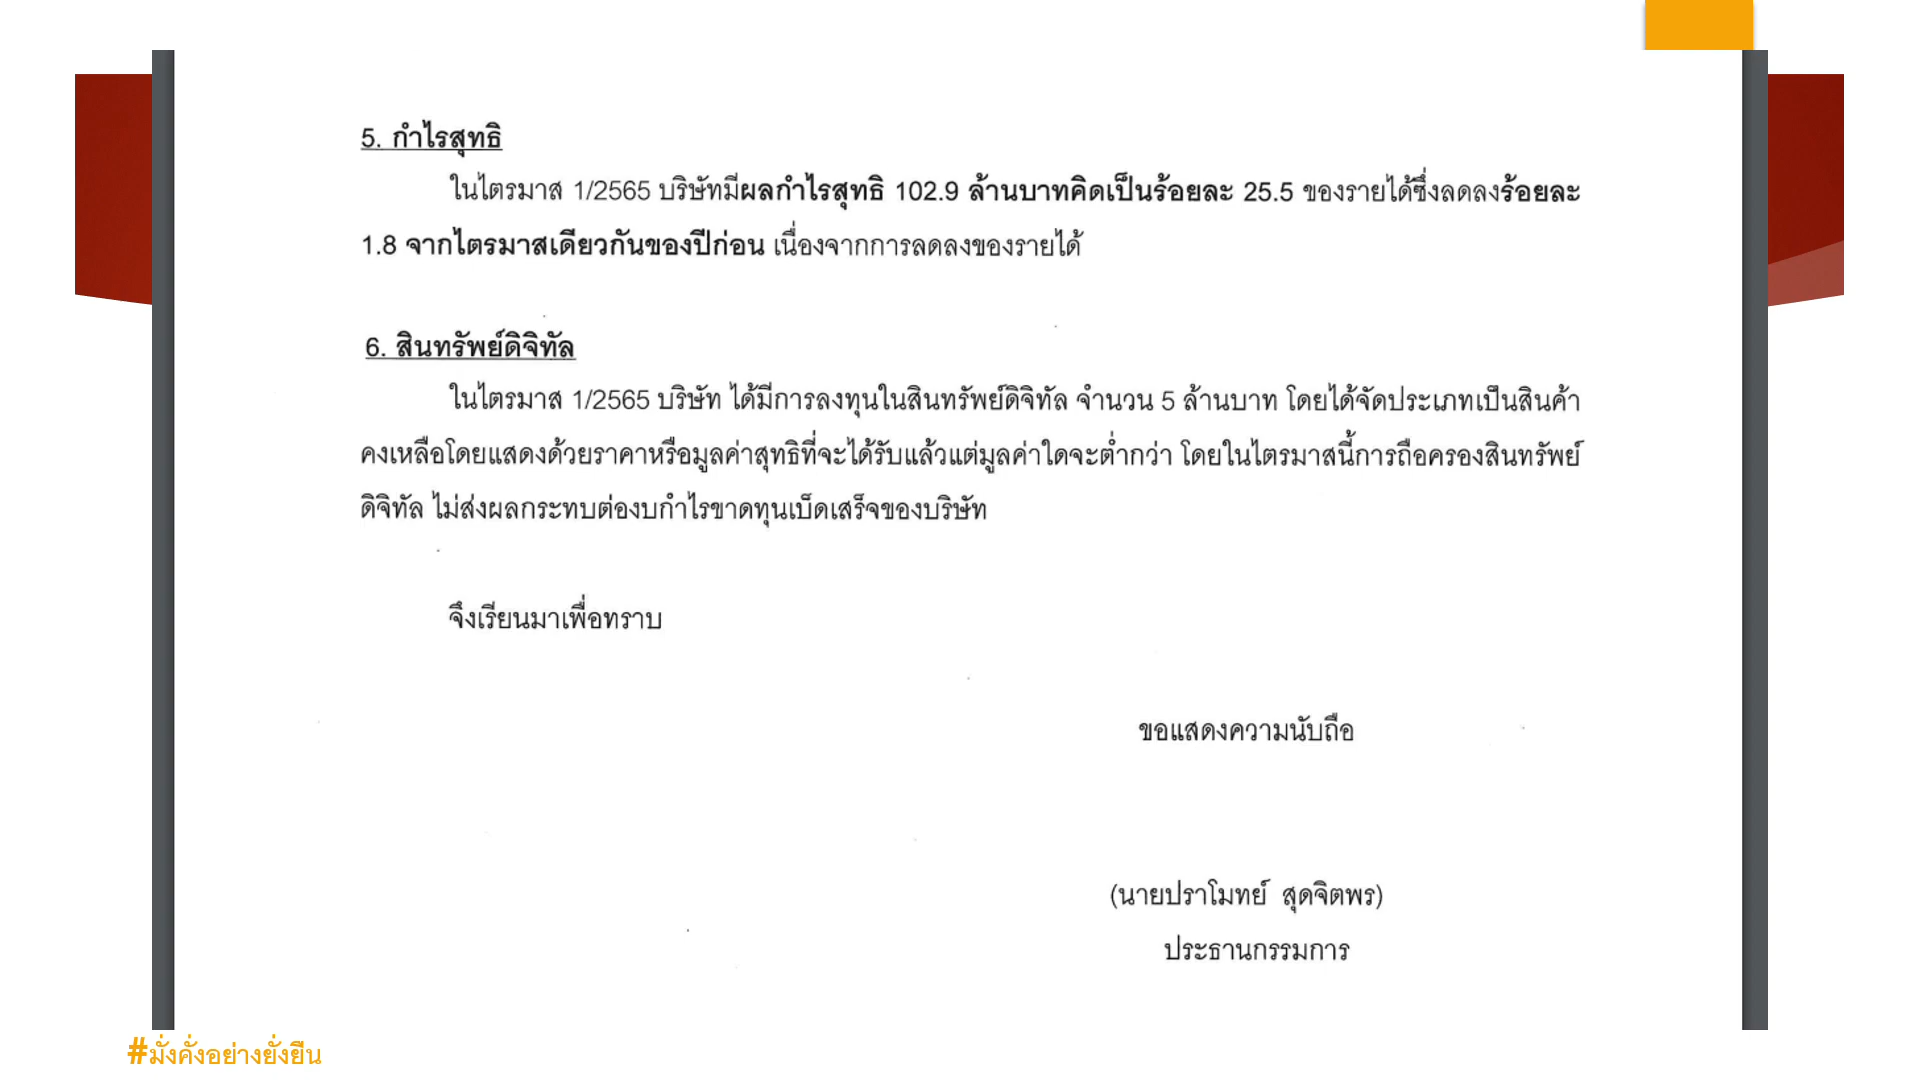 5. กำไรสุทธิ
ในไตรมาส 1/2565 บริษัทมีผลกำไรสุทธิ 102.9 ล้านบาทคิดเป็นร้อยละ 25.5 ของรายได้ซึ่งลดลงร้อยละ
1.8 จากไตรมาสเดียวกันของปีก่อน เนื่องจากการลดลงของรายได้
6. สินทรัพย์ดิจิทัล
ในไตรมาส 1/2565 บริษัท ได้มีการลงทุนในสินทรัพย์ดิจิทัล จำนวน 5 ล้านบาท โดยได้จัดประเภทเป็นสินค้า
คงเหลือโดยแสดงด้วยราคาหรือมูลค่าสุทธิที่จะได้รับแล้วแต่มูลค่าใดจะต่ำกว่า โดยในไตรมาสนี้การถือครองสินทรัพย์
ดิจิทัล ไม่ส่งผลกระทบต่องบกำไรขาดทุนเบ็ดเสร็จของบริษัท
จึงเรียนมาเพื่อทราบ
ขอแสดงความนับถือ
(นายปราโมทย์ สุดจิตพร)
ประธานกรรมการ
#มั่งคั่งอย่างยั่งยืน